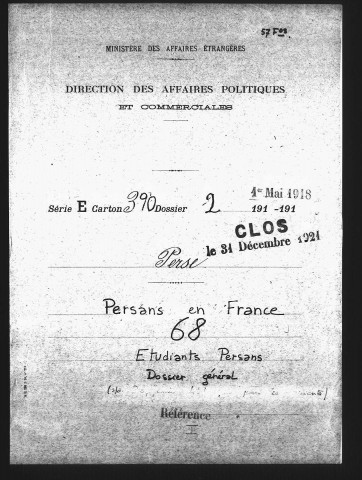 57 Fos
MINISTÈRE DES AFFAIRES ÉTRANGÈRES
DIRECTION DES AFFAIRES POLITIQUES
ET COMMERCIALES
1er Mai 1918
Série E Carton 390 Dossier 2 191 -191
CLOS
le 31 Décembre 1921
Perse
Persans en France
68
Etudiants Persans
Dossier général
Référence